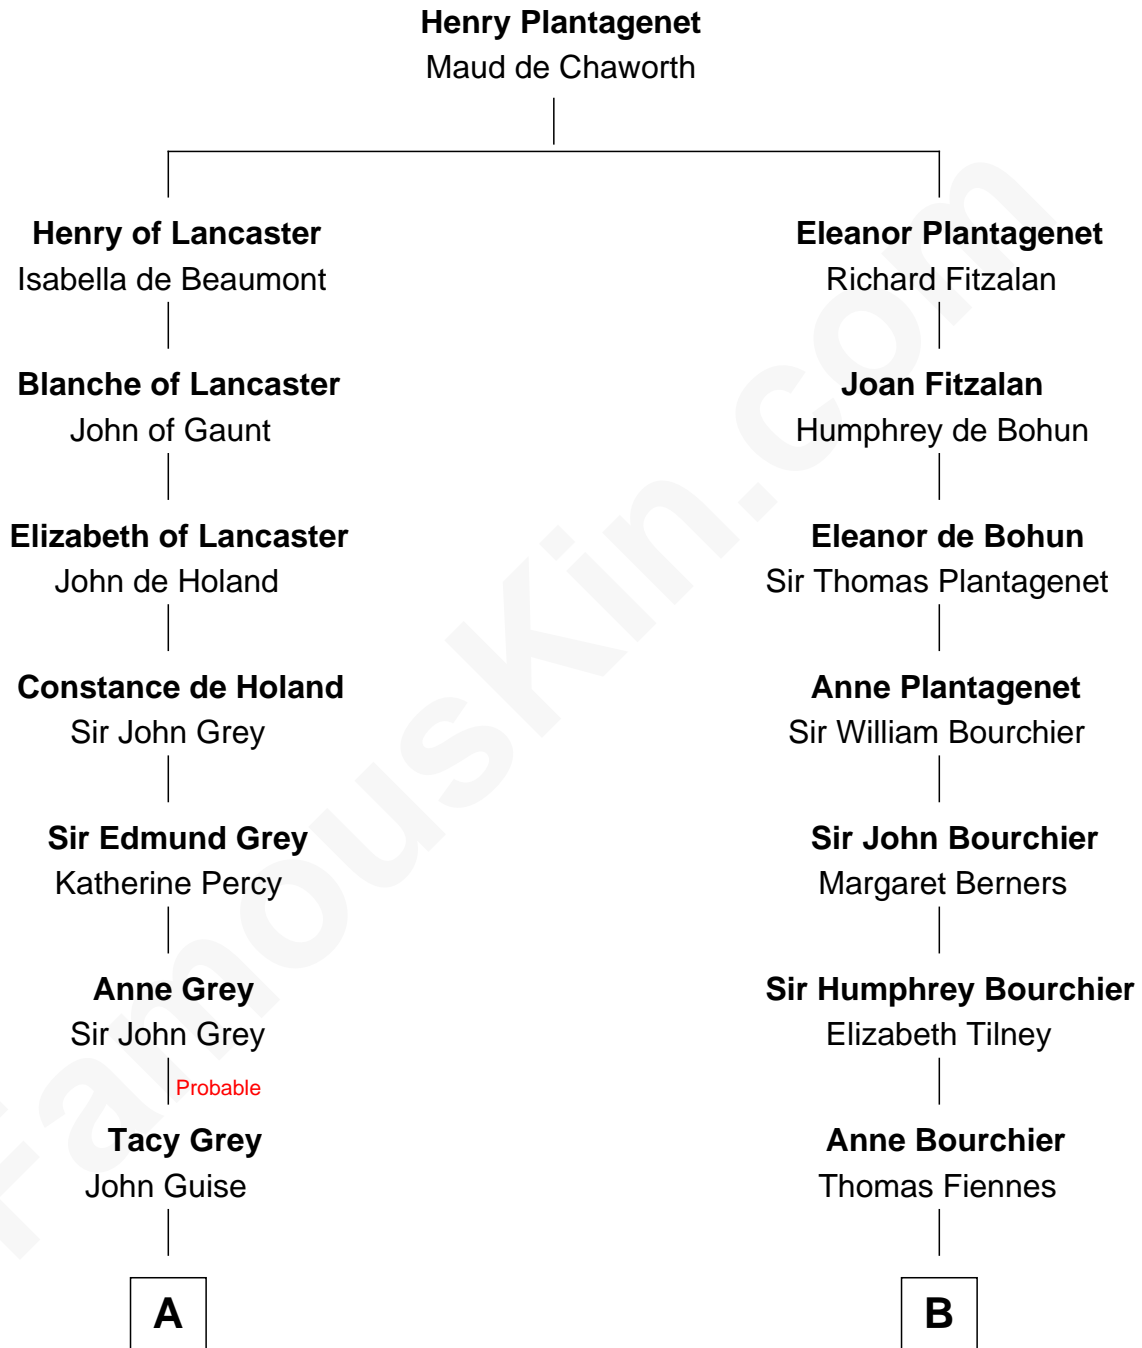 Henry Plantagenet
Maud de Chaworth
Henry of Lancaster
Isabella de Beaumont
Eleanor Plantagenet
Richard Fitzalan
Blanche of Lancaster
John of Gaunt
Joan Fitzalan
Humphrey de Bohun
Elizabeth of Lancaster
John de Holand
Eleanor de Bohun
Sir Thomas Plantagenet
Constance de Holand
Sir John Grey
Anne Plantagenet
Sir William Bourchier
Sir Edmund Grey
Katherine Percy
Sir John Bourchier
Margaret Berners
Anne Grey
Sir John Grey
Sir Humphrey Bourchier
Elizabeth Tilney
Probable
Tacy Grey
John Guise
Anne Bourchier
Thomas Fiennes
A
B
FamousKin.com